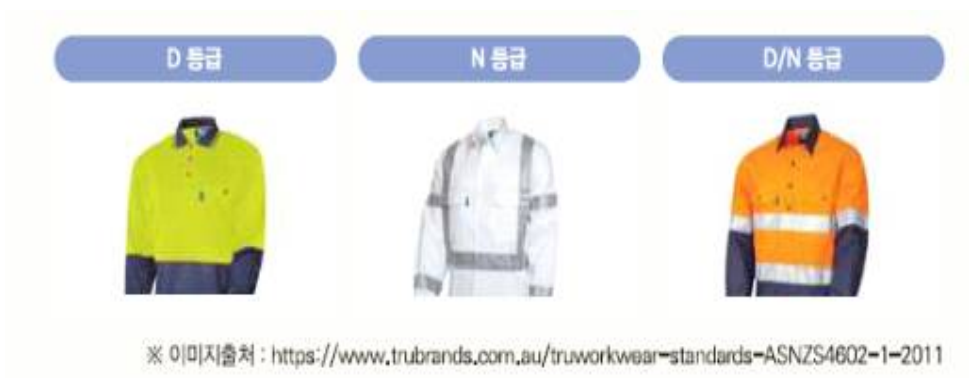 D 등급
N 등급
D/N 등급
※ 이미지출처 : https://www.trubrands.com.au/truworkwear-standards-ASNZS4602-1-2011